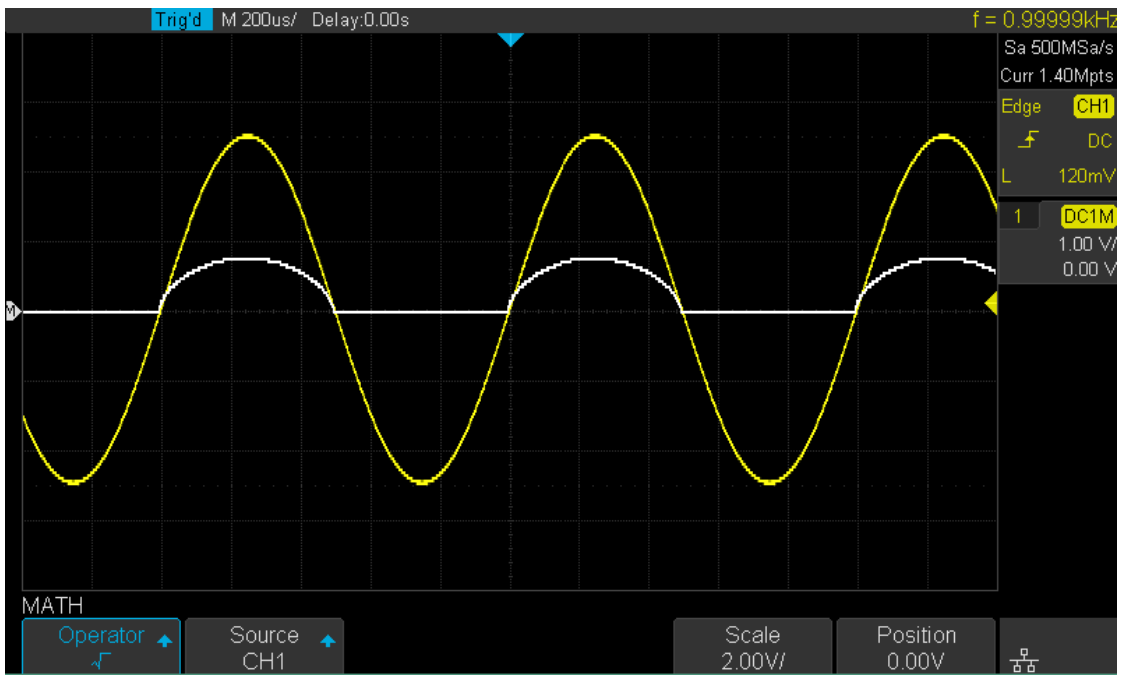 Trig'd M 200us/ Delay:0.00s f = 0.99999kHz
Sa 500MSa/s
Curr 1.40Mpts
Edge CH1
DC
L 120mV
1 DC1M
1.00 V/
0.00 V
M
MATH
Operator Source Scale Position
√ CH1 2.00V/ 0.00V